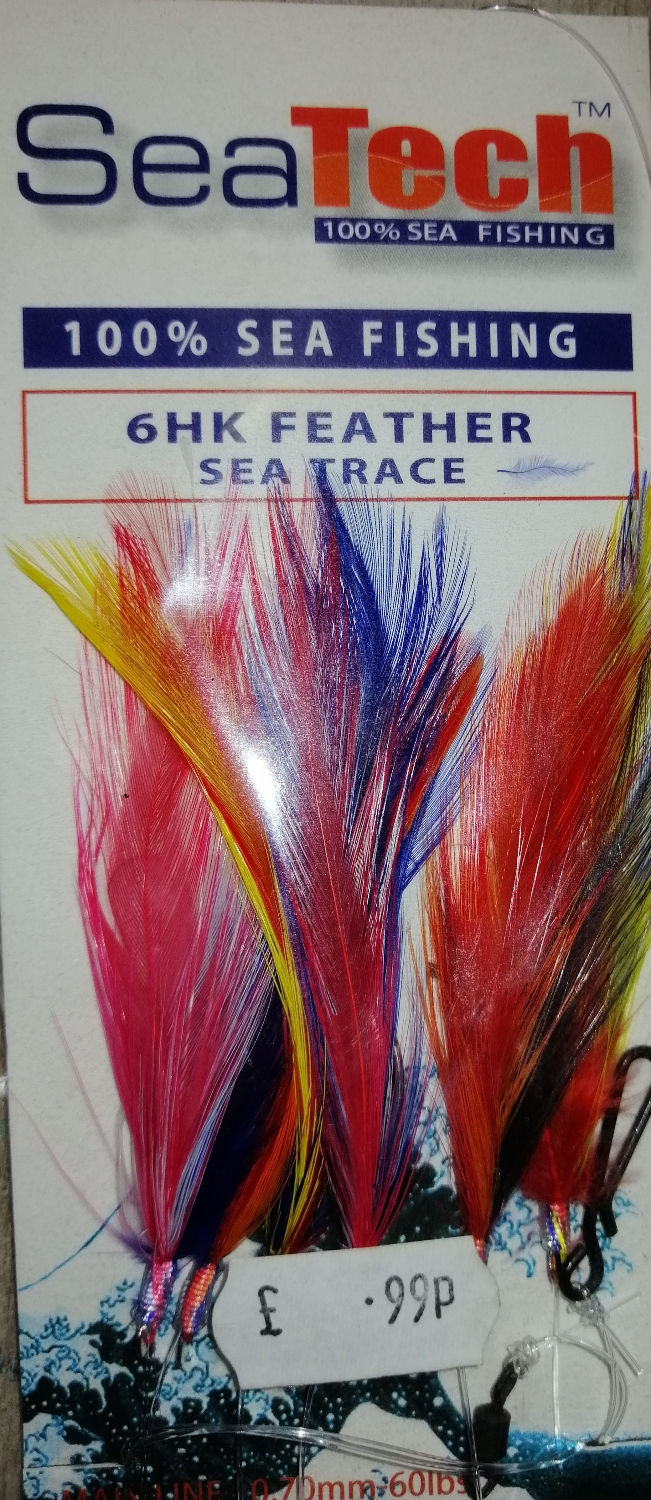 SeaTech™
100% SEA FISHING
100% SEA FISHING
6HK FEATHER
SEA TRACE
£ .99P
MAIN LINE 0.70mm-60lbs